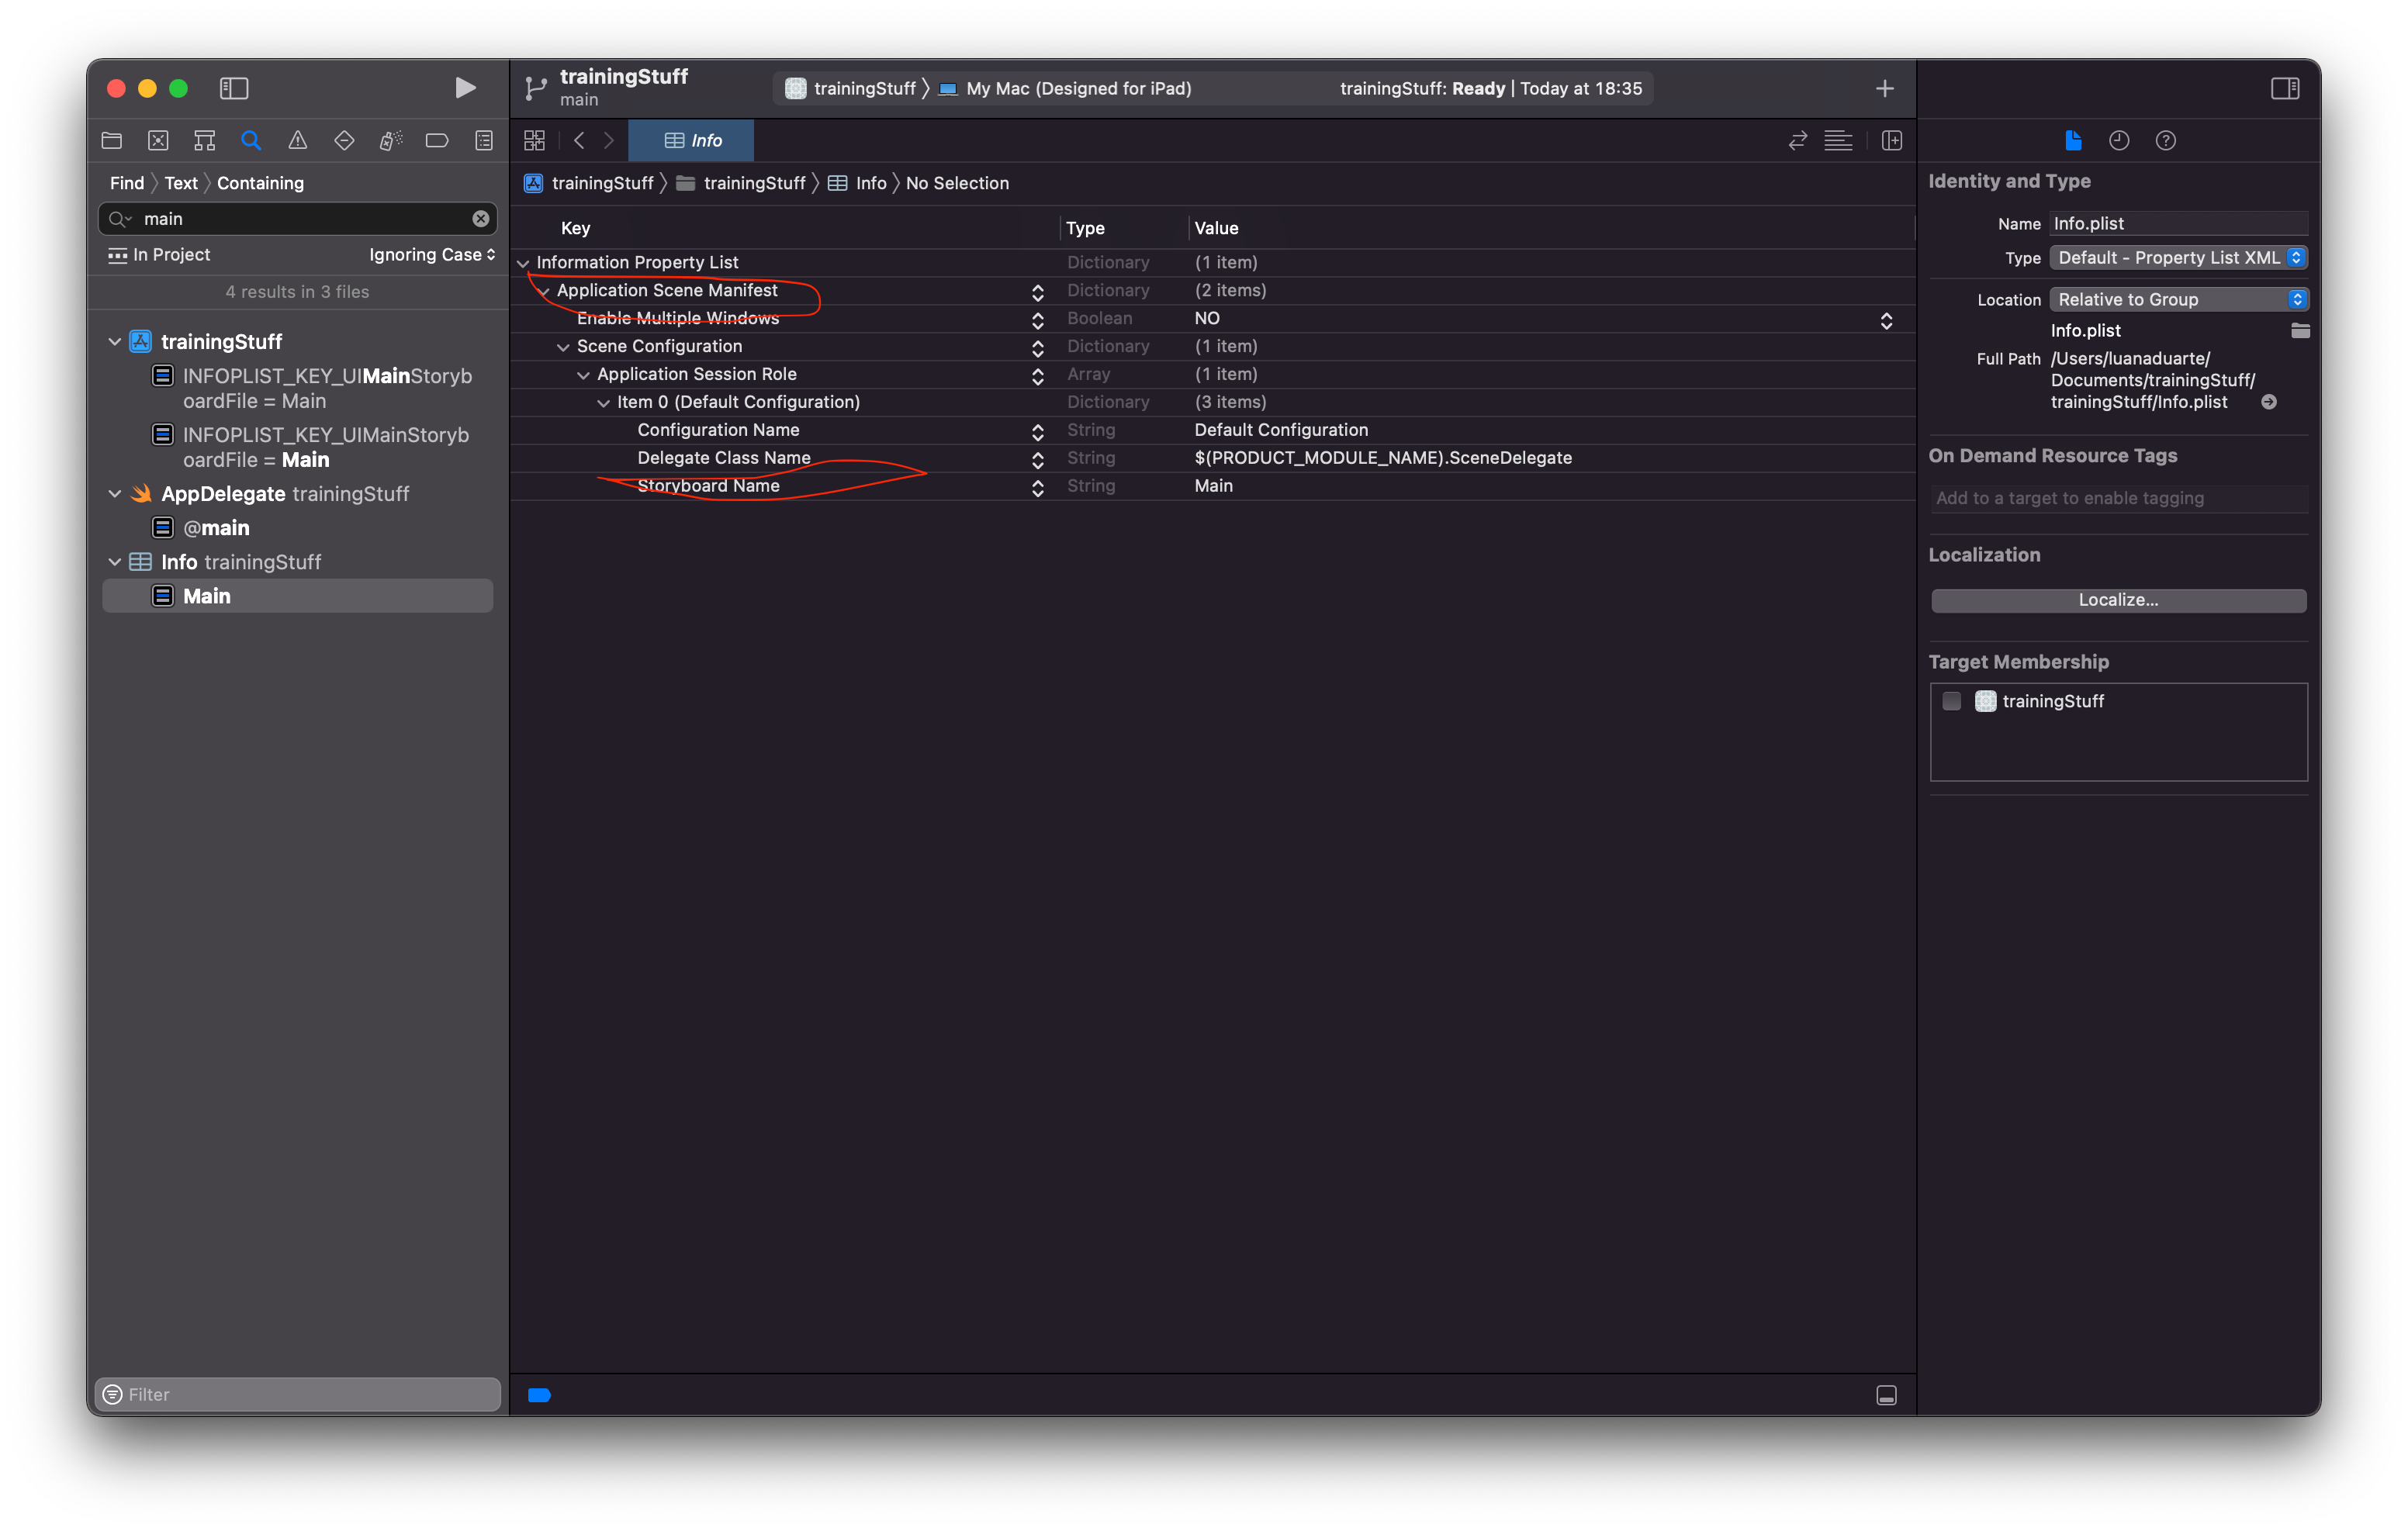 trainingStuff
main
trainingStuff
My Mac (Designed for iPad)
trainingStuff: Ready | Today at 18:35
Info
Find
Text
Containing
main
In Project
Ignoring Case
4 results in 3 files
trainingStuff
INFOPLIST_KEY_UIMainStoryb
oardFile = Main
INFOPLIST_KEY_UIMainStoryb
oardFile = Main
AppDelegate trainingStuff
@main
Info trainingStuff
Main
Filter
trainingStuff
trainingStuff
Info
No Selection
Key Type Value
Information Property List Dictionary (1 item)
Application Scene Manifest Dictionary (2 items)
Enable Multiple Windows Boolean NO
Scene Configuration Dictionary (1 item)
Application Session Role Array (1 item)
Item 0 (Default Configuration) Dictionary (3 items)
Configuration Name String Default Configuration
Delegate Class Name String $(PRODUCT_MODULE_NAME).SceneDelegate
Storyboard Name String Main
Identity and Type
Name Info.plist
Type Default - Property List XML
Location Relative to Group
Info.plist
Full Path /Users/luanaduarte/
Documents/trainingStuff/
trainingStuff/Info.plist
On Demand Resource Tags
Add to a target to enable tagging
Localization
Localize...
Target Membership
trainingStuff